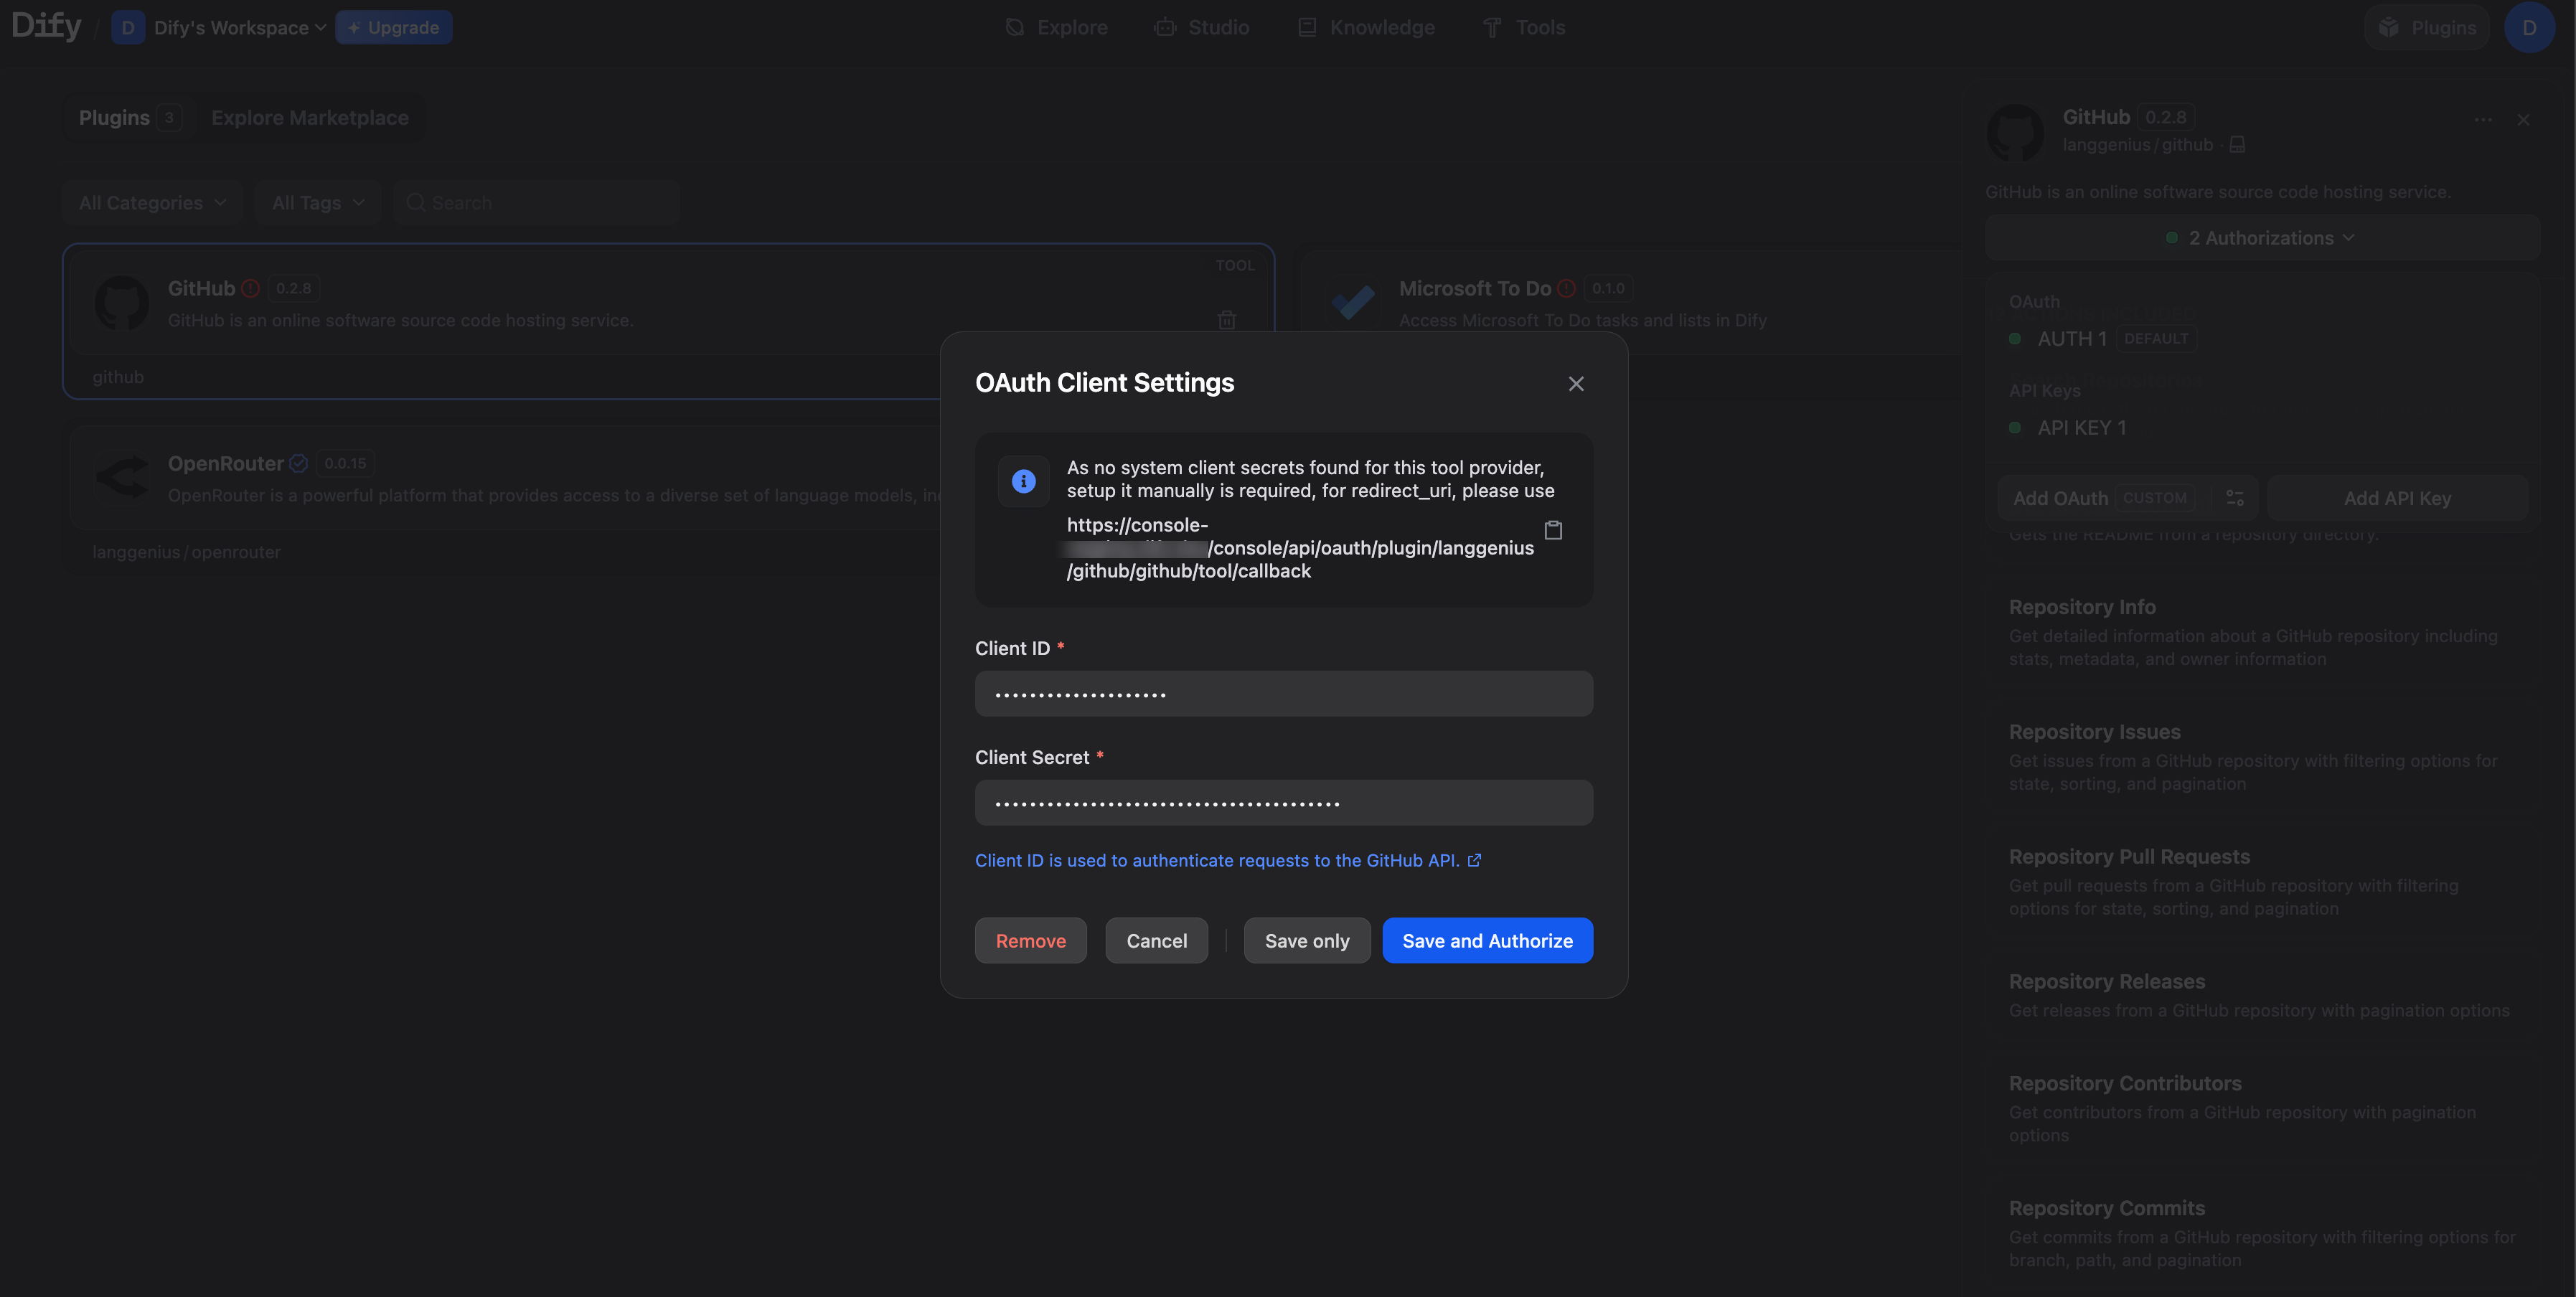 Dify / D Dify's Workspace Upgrade Explore Studio Knowledge Tools Plugins D
Plugins 3 Explore Marketplace
All Categories All Tags Search
GitHub 0.2.8 TOOL
GitHub is an online software source code hosting service.
github
Microsoft To Do 0.1.0
Access Microsoft To Do tasks and lists in Dify
OpenRouter 0.0.15
OpenRouter is a powerful platform that provides access to a diverse set of language models,
langgenius / openrouter
OAuth Client Settings
As no system client secrets found for this tool provider,
setup it manually is required, for redirect_uri, please use
https://console-
/console/api/oauth/plugin/langgenius
/github/github/tool/callback
Client ID *
••••••••••••••••••••
Client Secret *
••••••••••••••••••••••••••••••••••••••••
Client ID is used to authenticate requests to the GitHub API.
Remove Cancel Save only Save and Authorize
GitHub 0.2.8
langgenius / github ·
GitHub is an online software source code hosting service.
2 Authorizations
OAuth
AUTH 1 DEFAULT
API Keys
API KEY 1
Add OAuth CUSTOM Add API Key
Gets the README from a repository directory.
Repository Info
Get detailed information about a GitHub repository including
stats, metadata, and owner information
Repository Issues
Get issues from a GitHub repository with filtering options for
state, sorting, and pagination
Repository Pull Requests
Get pull requests from a GitHub repository with filtering
options for state, sorting, and pagination
Repository Releases
Get releases from a GitHub repository with pagination options
Repository Contributors
Get contributors from a GitHub repository with pagination
options
Repository Commits
Get commits from a GitHub repository with filtering options for
branch, path, and pagination